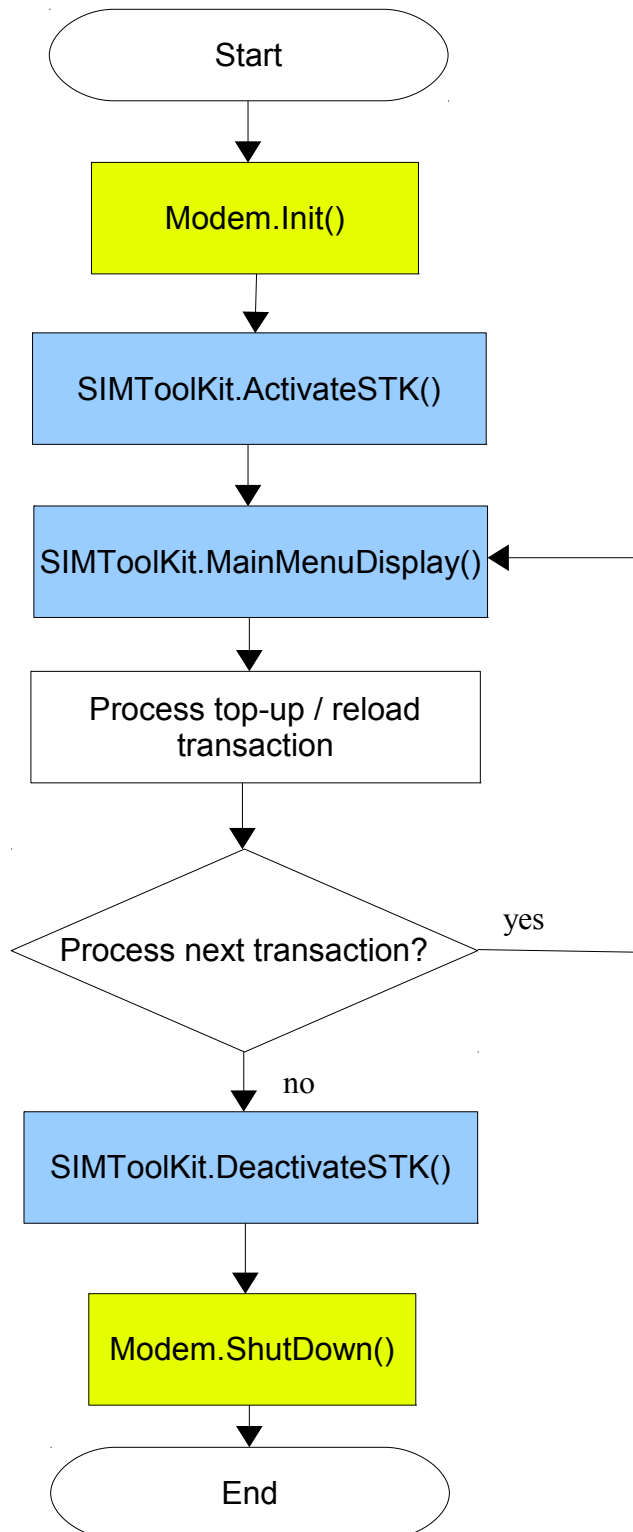 Start
Modem.Init()
SIMToolKit.ActivateSTK()
SIMToolKit.MainMenuDisplay()
Process top-up / reload
transaction
Process next transaction?
yes
no
SIMToolKit.DeactivateSTK()
Modem.ShutDown()
End